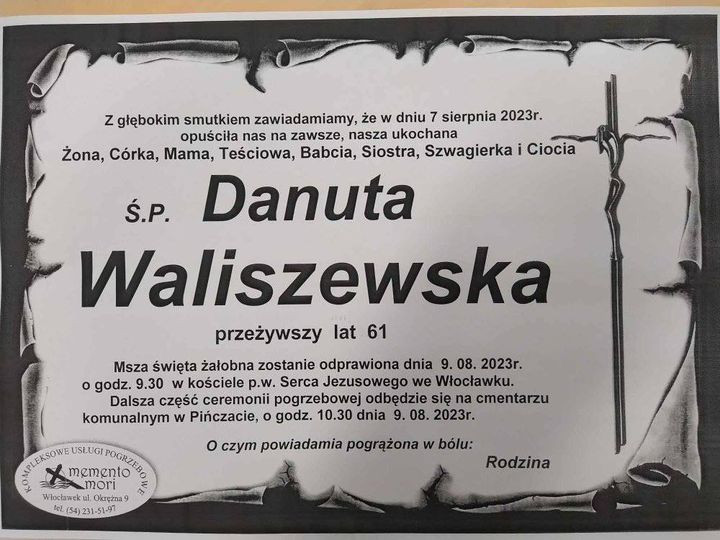 Z głębokim smutkiem zawiadamiamy, że w dniu 7 sierpnia 2023r.
opuściła nas na zawsze, nasza ukochana
Żona, Córka, Mama, Teściowa, Babcia, Siostra, Szwagierka i Ciocia
Ś.P. Danuta
Waliszewska
przeżywszy lat 61
Msza święta żałobna zostanie odprawiona dnia 9. 08. 2023r.
o godz. 9.30 w kościele p.w. Serca Jezusowego we Włocławku.
Dalsza część ceremonii pogrzebowej odbędzie się na cmentarzu
komunalnym w Pińczacie, o godz. 10.30 dnia 9. 08. 2023r.
O czym powiadamia pogrążona w bólu:
Rodzina
KOMPLEKSOWE USŁUGI POGRZEBOWE
memento
mori
Włocławek ul. Okrężna 9
tel. (54) 231-51-97